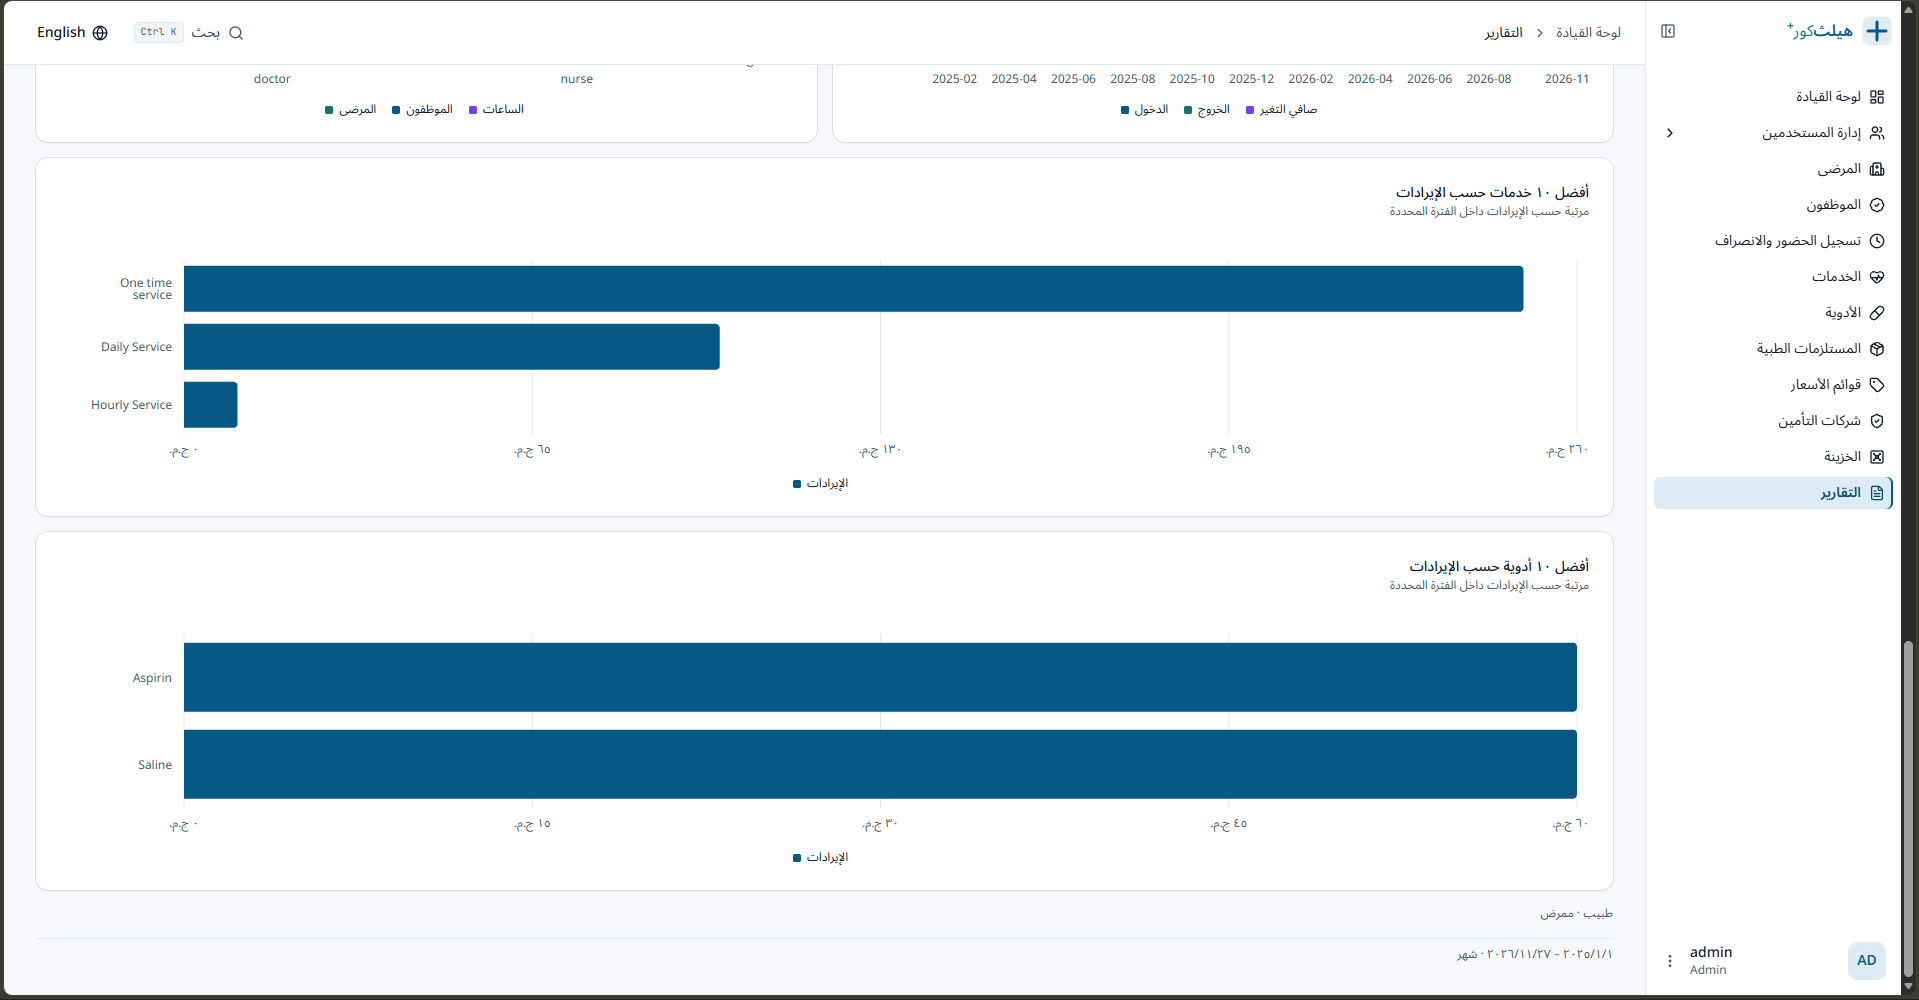 هيلثكور+
لوحة القيادة
إدارة المستخدمين
المرضى
الموظفون
تسجيل الحضور والانصراف
الخدمات
الأدوية
المستلزمات الطبية
قوائم الأسعار
شركات التأمين
الخزينة
التقارير
AD
admin
Admin
لوحة القيادة
التقارير
بحث
Ctrl K
English
2025-02 2025-04 2025-06 2025-08 2025-10 2025-12 2026-02 2026-04 2026-06 2026-08 2026-11
صافي التغير
الخروج
الدخول
doctor nurse
الساعات
الموظفون
المرضى
أفضل ١٠ خدمات حسب الإيرادات
مرتبة حسب الإيرادات داخل الفترة المحددة
One time
service
Daily Service
Hourly Service
٠ ج.م.
٦٥ ج.م.
١٣٠ ج.م.
١٩٥ ج.م.
٢٦٠ ج.م.
الإيرادات
أفضل ١٠ أدوية حسب الإيرادات
مرتبة حسب الإيرادات داخل الفترة المحددة
Aspirin
Saline
٠ ج.م.
١٥ ج.م.
٣٠ ج.م.
٤٥ ج.م.
٦٠ ج.م.
الإيرادات
طبيب · ممرض
٢٠٢٥/١/١ – ٢٠٢٦/١١/٢٧ · شهر